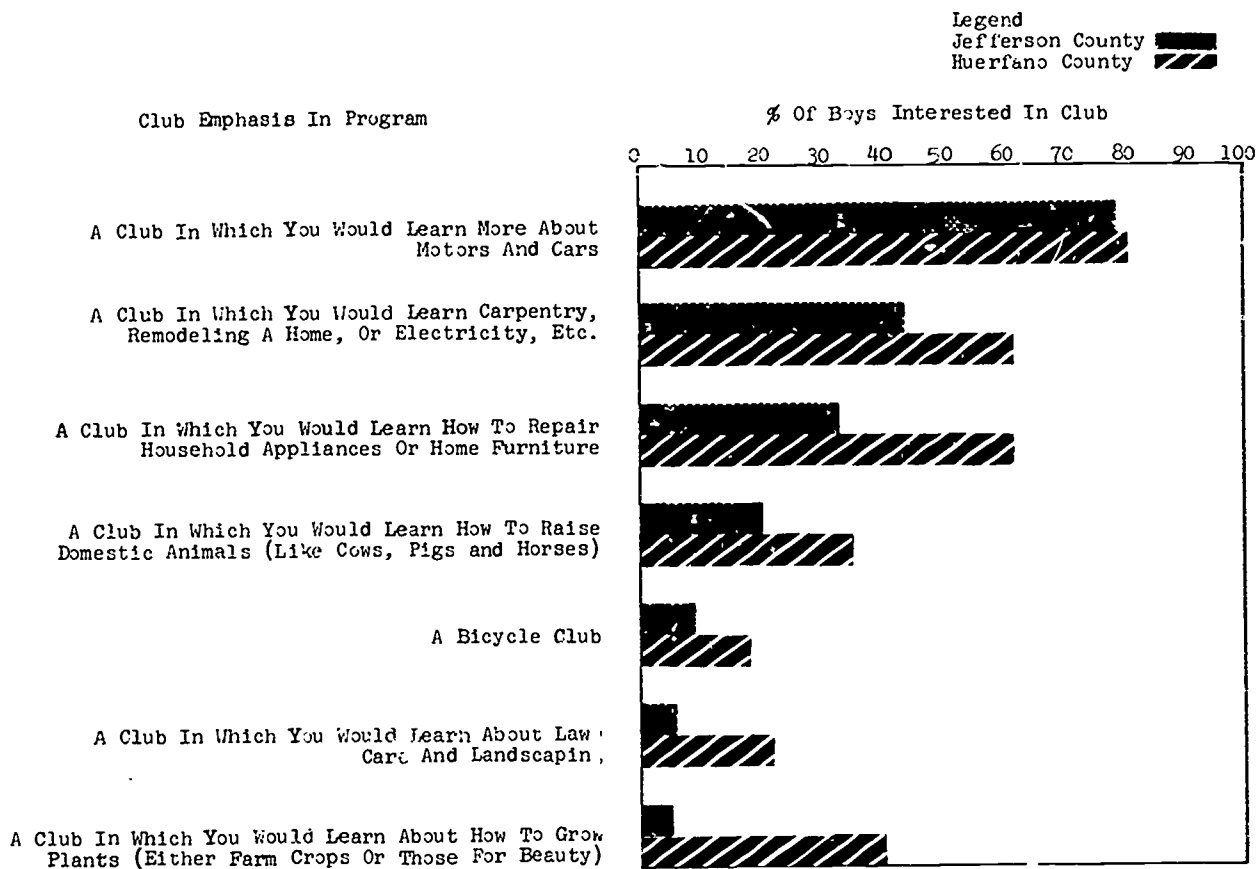 Legend
Jefferson County
Huerfano County
Club Emphasis In Program
% Of Boys Interested In Club
0 10 20 30 40 50 60 70 80 90 100
A Club In Which You Would Learn More About
Motors And Cars
A Club In Which You Would Learn Carpentry,
Remodeling A Home, Or Electricity, Etc.
A Club In Which You Would Learn How To Repair
Household Appliances Or Home Furniture
A Club In Which You Would Learn How To Raise
Domestic Animals (Like Cows, Pigs and Horses)
A Bicycle Club
A Club In Which You Would Learn About Law
Care And Landscapin
A Club In Which You Would Learn About How To Grow
Plants (Either Farm Crops Or Those For Beauty)